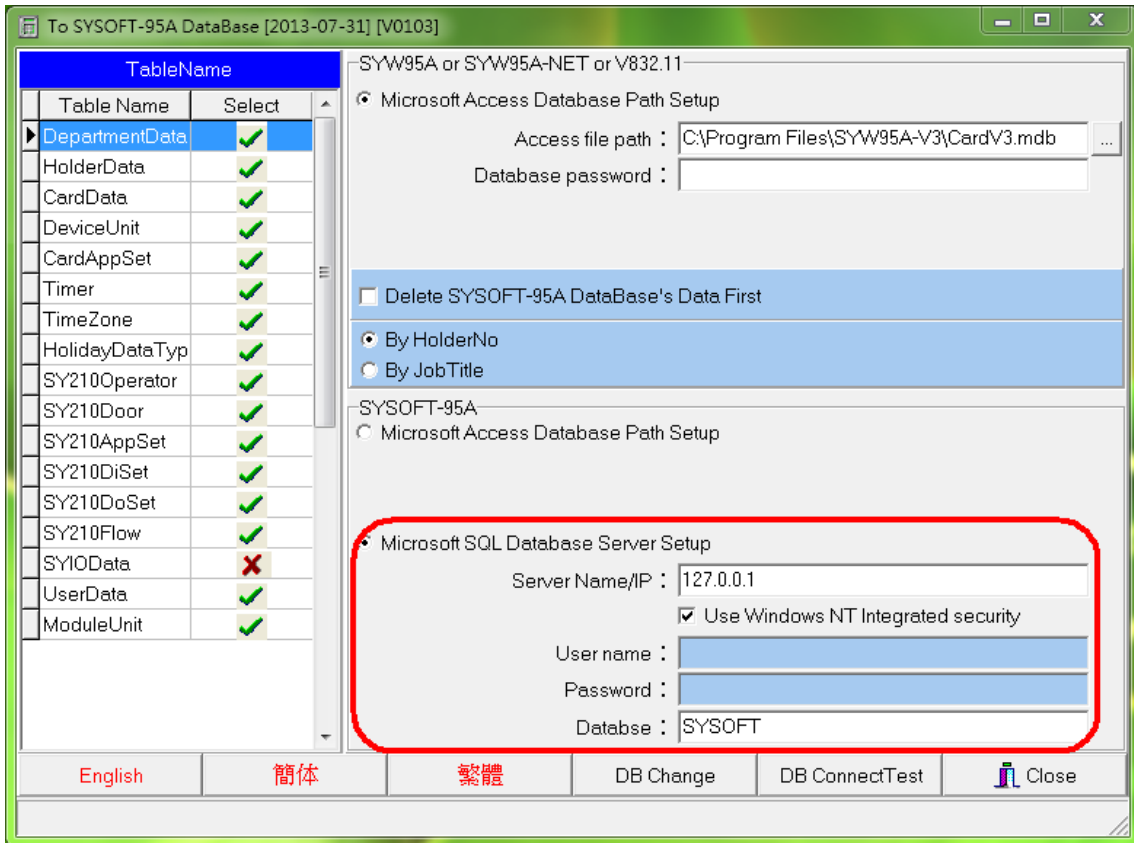 To SYSOFT-95A DataBase [2013-07-31] [V0103]
TableName
Table Name Select
DepartmentData
HolderData
CardData
DeviceUnit
CardAppSet
Timer
TimeZone
HolidayDataTyp
SY210Operator
SY210Door
SY210AppSet
SY210DiSet
SY210DoSet
SY210Flow
SYIOData
UserData
ModuleUnit
SYW95A or SYW95A-NET or V832.11
Microsoft Access Database Path Setup
Access file path : C:\Program Files\SYW95A-V3\CardV3.mdb ...
Database password :
Delete SYSOFT-95A DataBase's Data First
By HolderNo
By JobTitle
SYSOFT-95A
Microsoft Access Database Path Setup
Microsoft SQL Database Server Setup
Server Name/IP : 127.0.0.1
Use Windows NT Integrated security
User name :
Password :
Databse : SYSOFT
English 簡体 繁體 DB Change DB ConnectTest Close